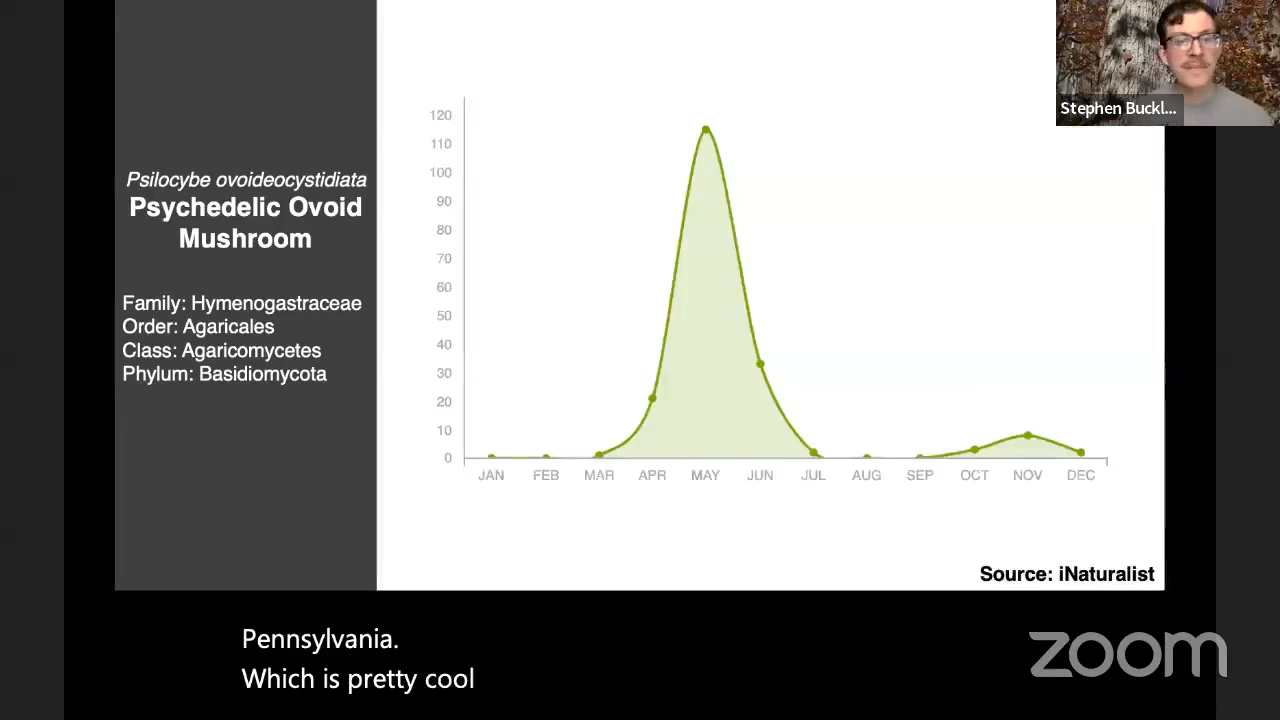 Stephen Buckl...
Psilocybe ovoideocystidiata
Psychedelic Ovoid
Mushroom
Family: Hymenogastraceae
Order: Agaricales
Class: Agaricomycetes
Phylum: Basidiomycota
120
110
100
90
80
70
60
50
40
30
20
10
0
JAN FEB MAR APR MAY JUN JUL AUG SEP OCT NOV DEC
Source: iNaturalist
Pennsylvania.
Which is pretty cool
zoom